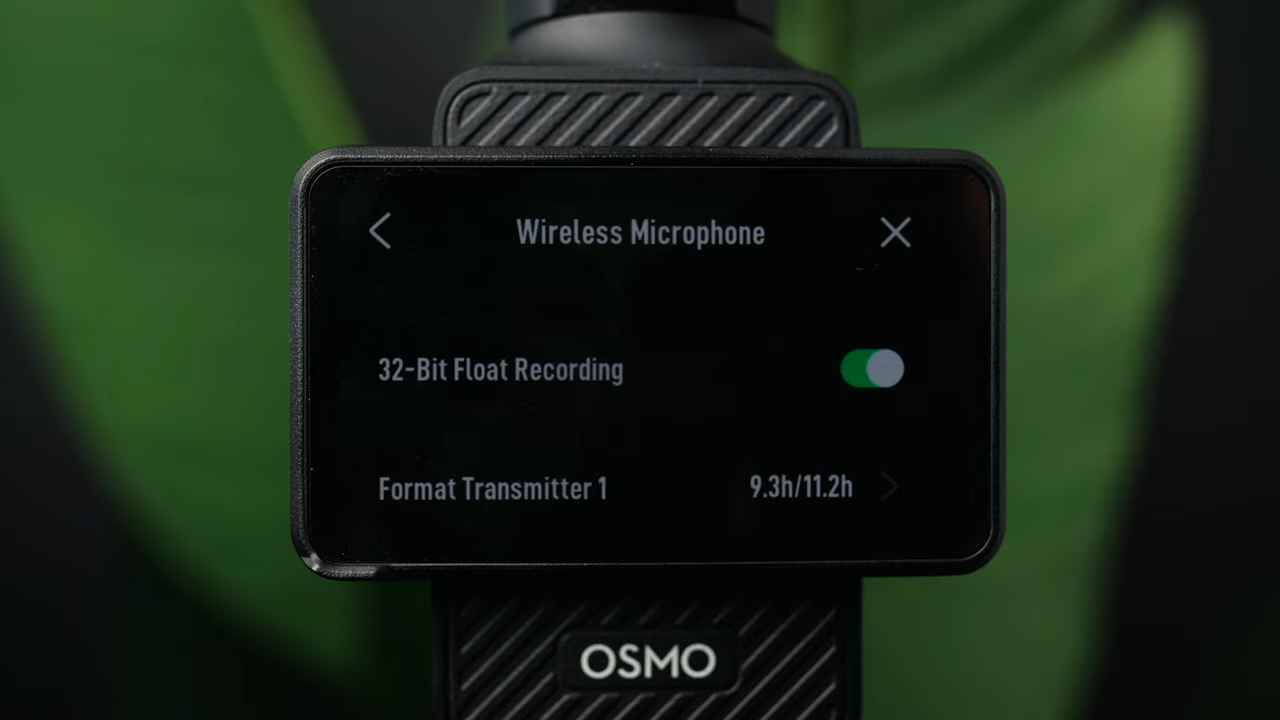 Wireless Microphone
32-Bit Float Recording
Format Transmitter 1 9.3h/11.2h
OSMO